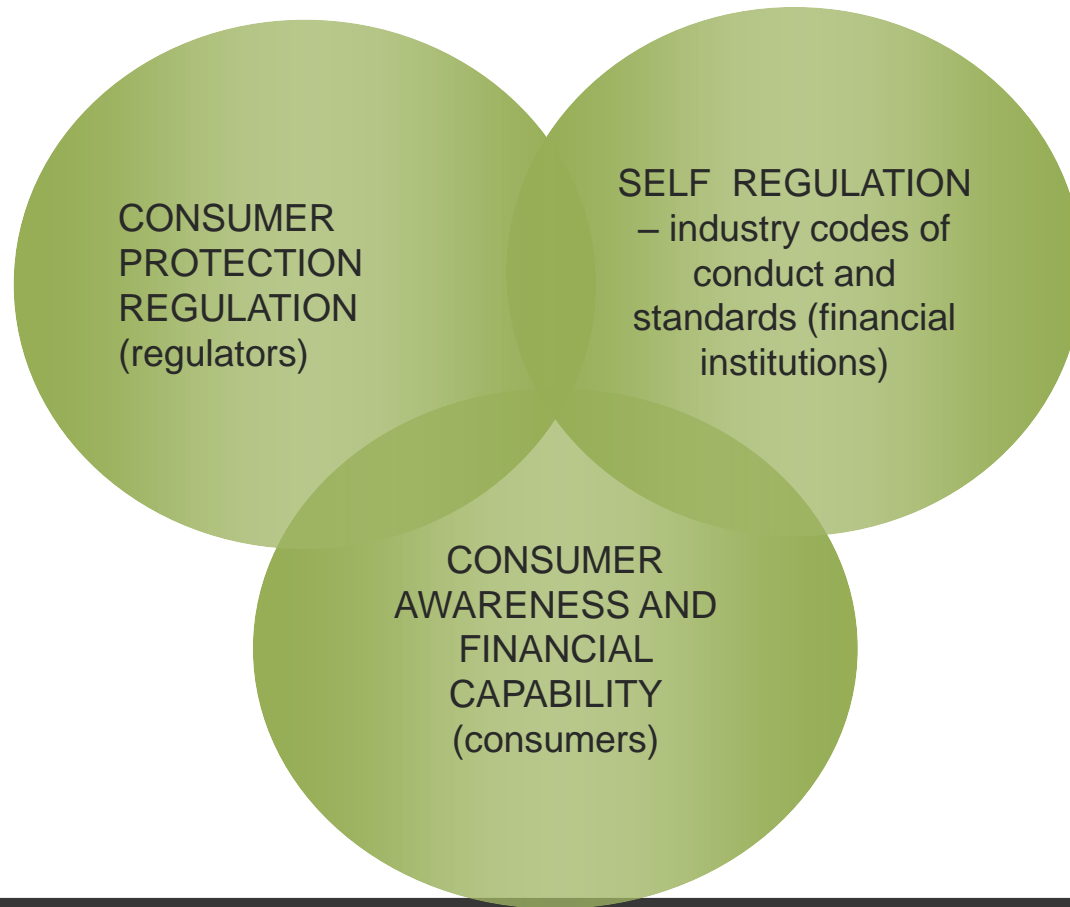 CONSUMER
PROTECTION
REGULATION
(regulators)
SELF REGULATION
– industry codes of
conduct and
standards (financial
institutions)
CONSUMER
AWARENESS AND
FINANCIAL
CAPABILITY
(consumers)